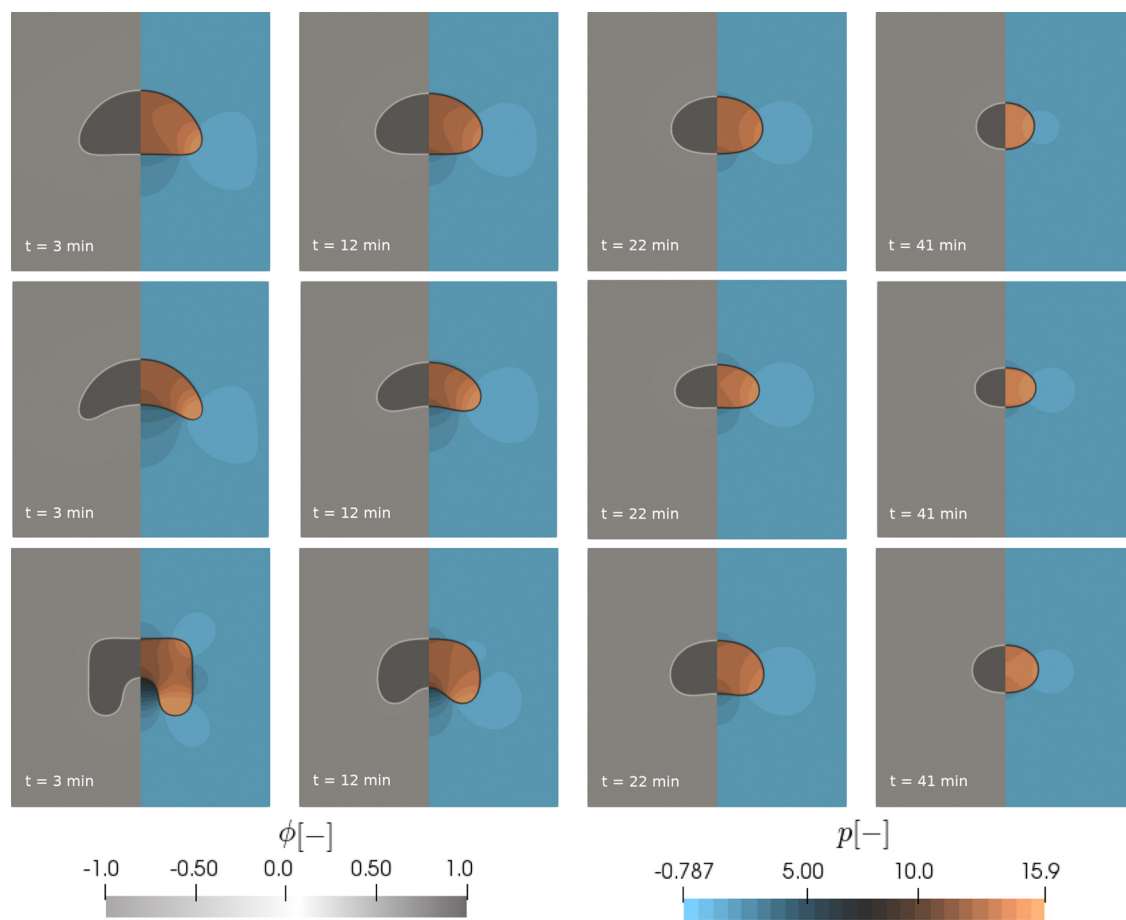 t = 3 min t = 12 min t = 22 min t = 41 min
t = 3 min t = 12 min t = 22 min t = 41 min
t = 3 min t = 12 min t = 22 min t = 41 min
ϕ[−] p[−]
-1.0 -0.50 0.0 0.50 1.0 -0.787 5.00 10.0 15.9